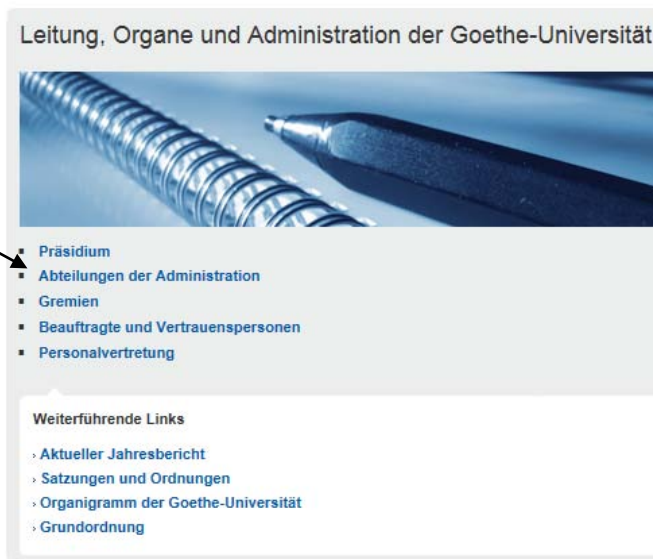 Leitung, Organe und Administration der Goethe-Universität
Präsidium
Abteilungen der Administration
Gremien
Beauftragte und Vertrauenspersonen
Personalvertretung
Weiterführende Links
› Aktueller Jahresbericht
› Satzungen und Ordnungen
› Organigramm der Goethe-Universität
› Grundordnung